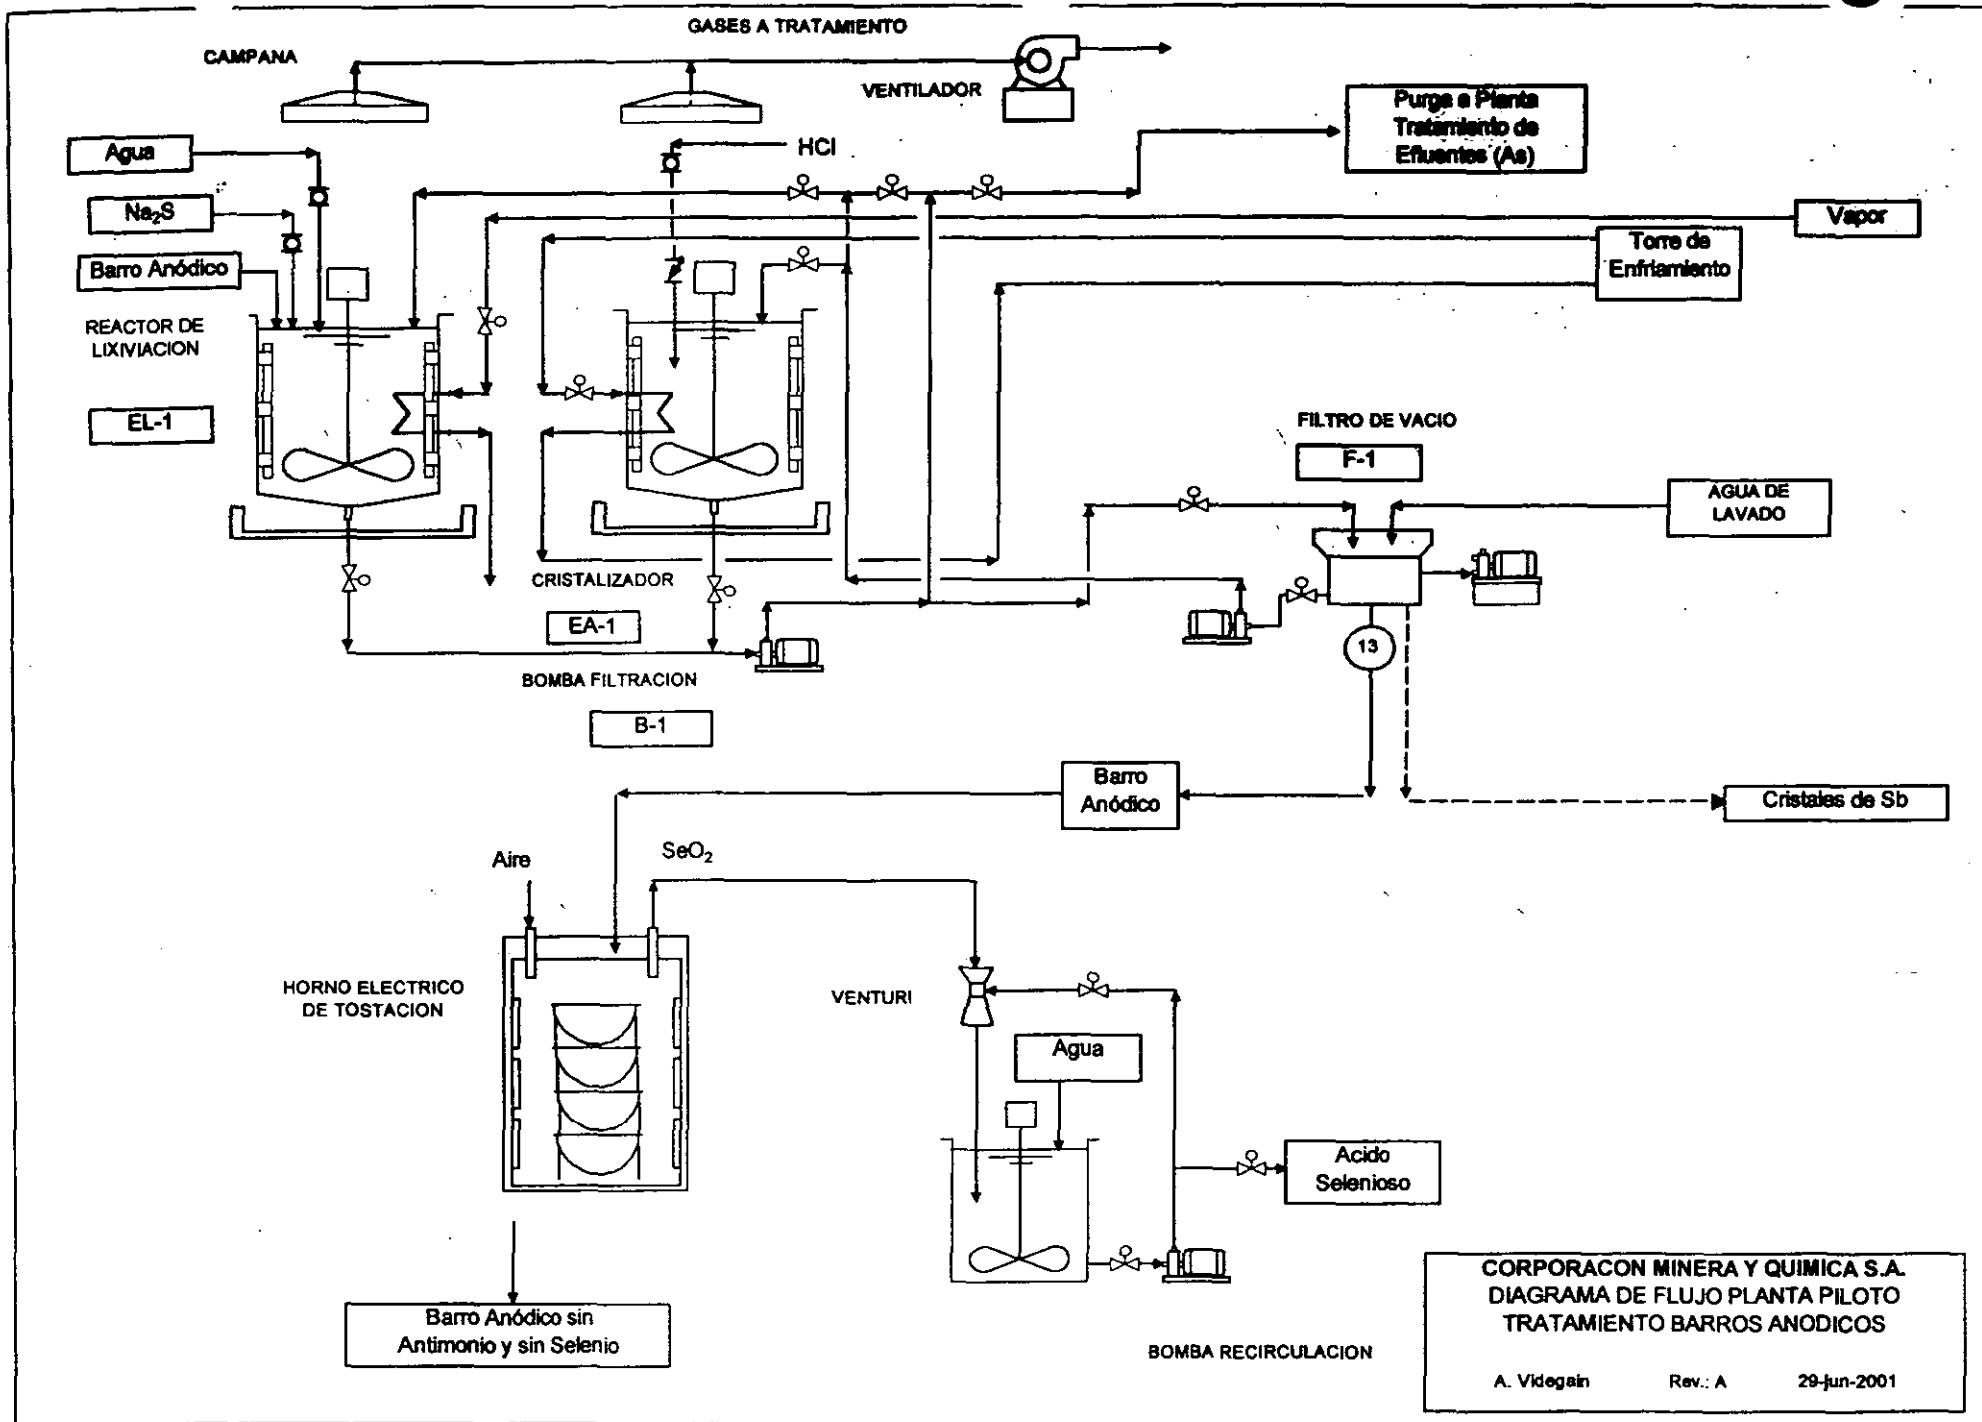 GASES A TRATAMIENTO
CAMPANA
VENTILADOR
Purga a Planta
Tratamiento de
Efluentes (As)
Agua
HCl
Na₂S
Vapor
Barro Anódico
Torre de
Enfriamiento
REACTOR DE
LIXIVIACION
EL-1
FILTRO DE VACIO
F-1
AGUA DE
LAVADO
CRISTALIZADOR
EA-1
13
BOMBA FILTRACION
B-1
Barro
Anódico
Cristales de Sb
Aire
SeO₂
HORNO ELECTRICO
DE TOSTACION
VENTURI
Agua
Acido
Selenioso
Barro Anódico sin
Antimonio y sin Selenio
BOMBA RECIRCULACION
CORPORACON MINERA Y QUIMICA S.A.
DIAGRAMA DE FLUJO PLANTA PILOTO
TRATAMIENTO BARROS ANODICOS
A. Videgain Rev.: A 29-jun-2001